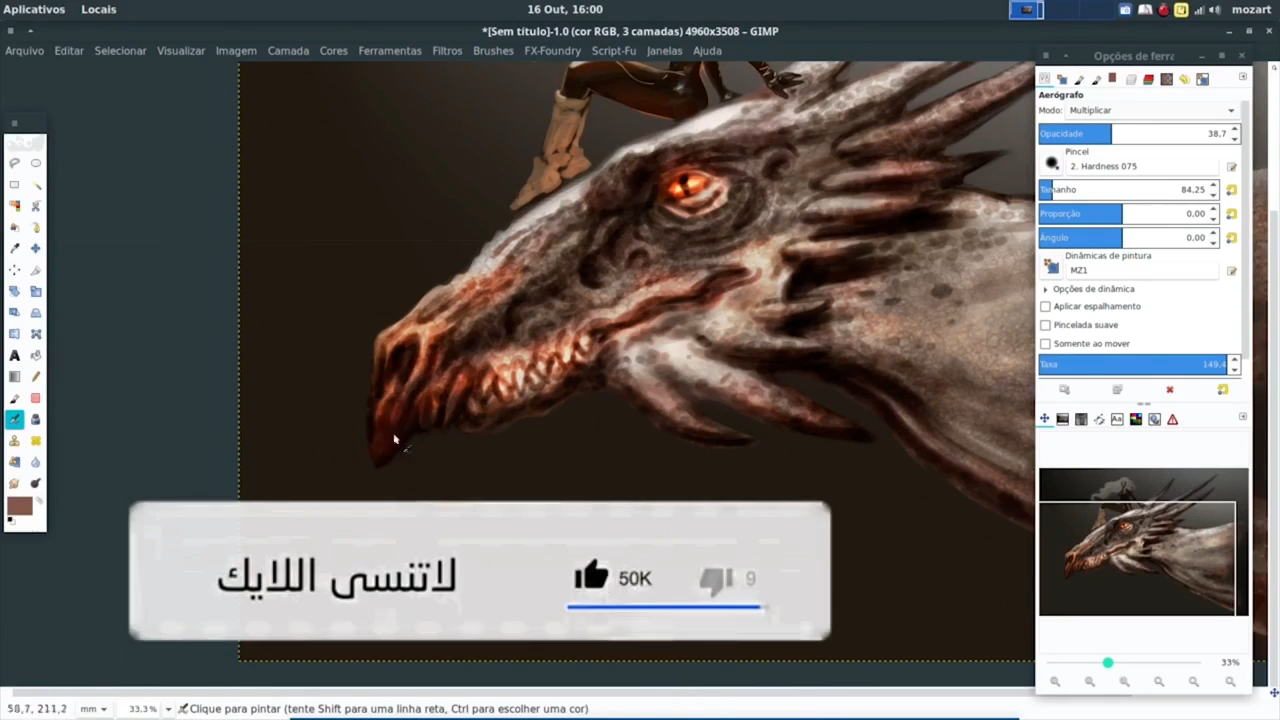 Aplicativos Locais 16 Out, 16:00 mozart
*[Sem título]-1.0 (cor RGB, 3 camadas) 4960x3508 – GIMP
Arquivo Editar Selecionar Visualizar Imagem Camada Cores Ferramentas Filtros Brushes FX-Foundry Script-Fu Janelas Ajuda
Opções de ferra
Aerógrafo
Modo: Multiplicar
Opacidade 38,7
Pincel
2. Hardness 075
Tamanho 84,25
Proporção 0,00
Ângulo 0,00
Dinâmicas de pintura
MZ1
Opções de dinâmica
Aplicar espalhamento
Pincelada suave
Somente ao mover
Taxa 149,4
لاتنسى اللايك
50K 9
33%
58,7, 211,2 mm 33,3% Clique para pintar (tente Shift para uma linha reta, Ctrl para escolher uma cor)